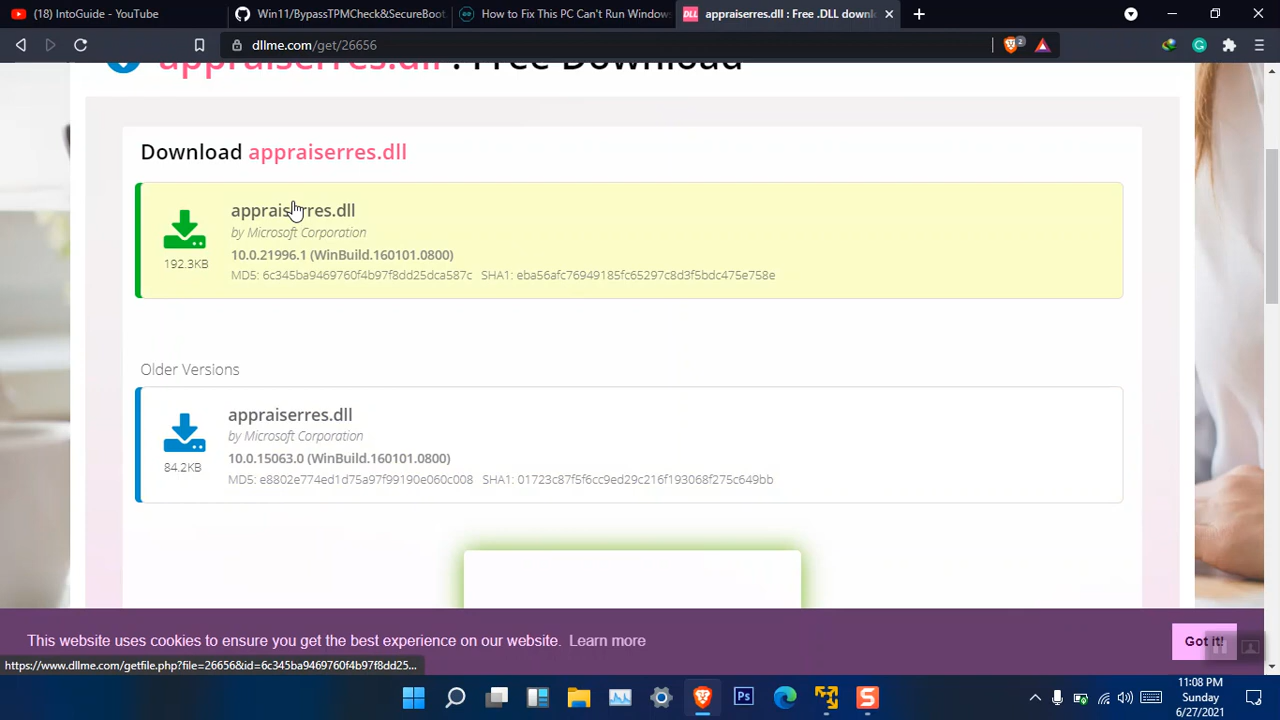 (18) IntoGuide - YouTube
Win11/BypassTPMCheck&SecureBoot.
How to Fix This PC Can't Run Window
appraiserres.dll : Free .DLL downl
dllme.com/get/26656
2
appraiserres.dll : Free Download
Download appraiserres.dll
appraiserres.dll
by Microsoft Corporation
10.0.21996.1 (WinBuild.160101.0800)
192.3KB
MD5: 6c345ba9469760f4b97f8dd25dca587c SHA1: eba56afc76949185fc65297c8d3f5bdc475e758e
Older Versions
appraiserres.dll
by Microsoft Corporation
10.0.15063.0 (WinBuild.160101.0800)
84.2KB
MD5: e8802e774ed1d75a97f99190e060c008 SHA1: 01723c87f5f6cc9ed29c216f193068f275c649bb
This website uses cookies to ensure you get the best experience on our website. Learn more
Got it!
https://www.dllme.com/getfile.php?file=26656&id=6c345ba9469760f4b97f8dd25...
11:08 PM
Sunday
6/27/2021